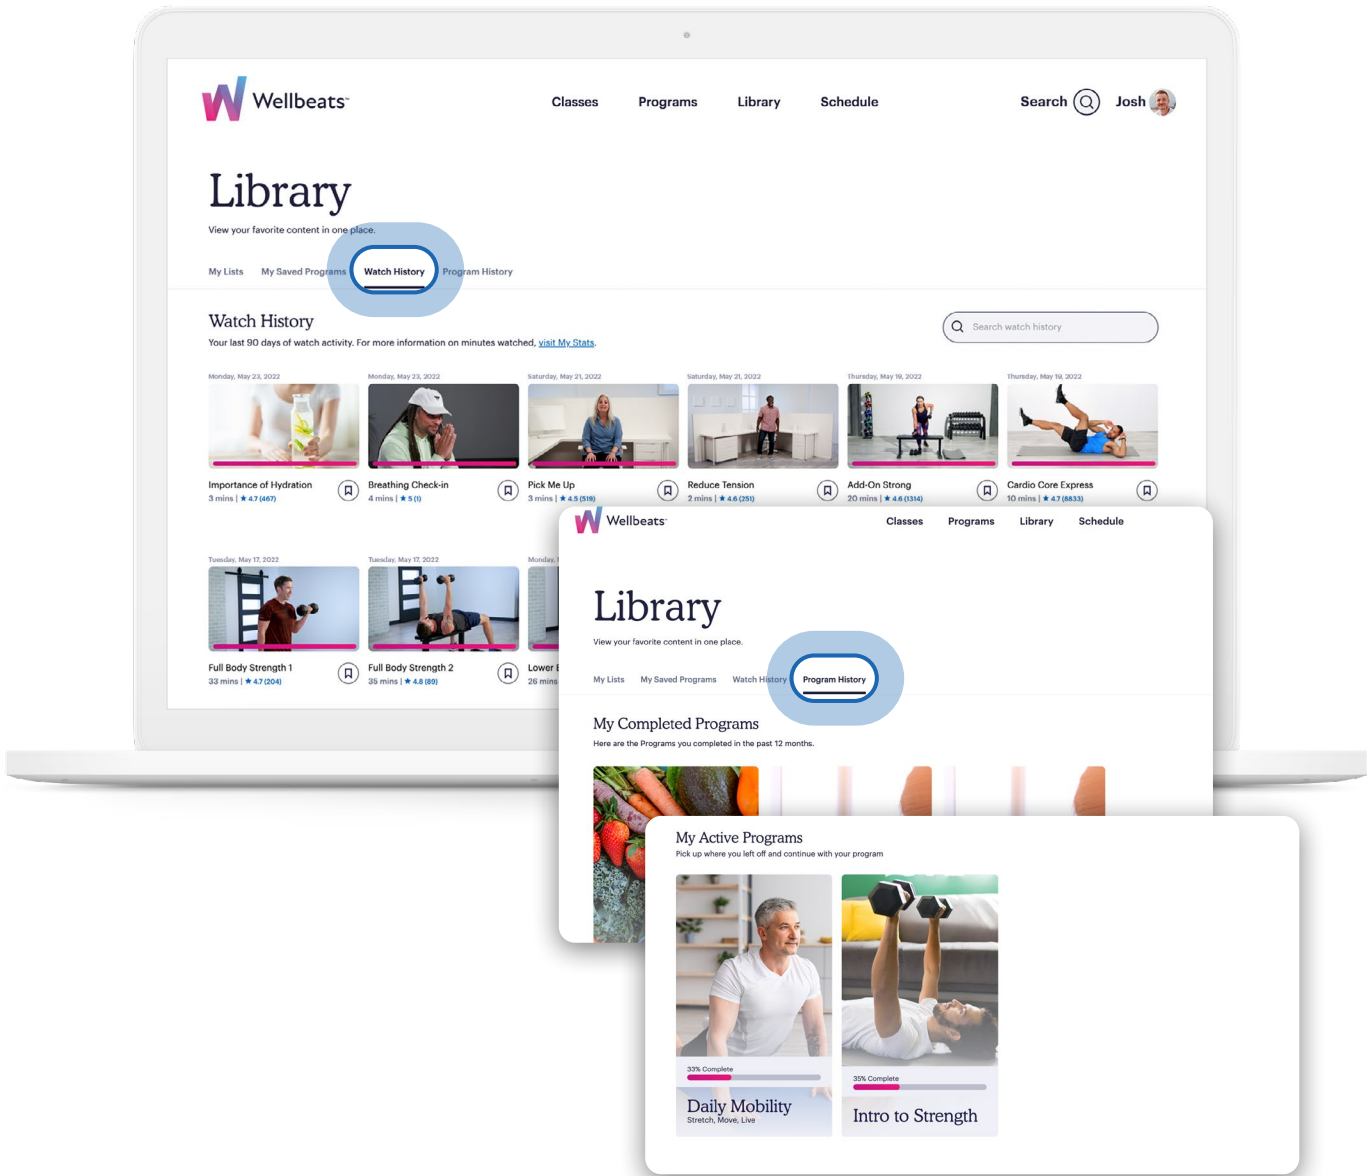 Wellbeats™
Classes
Programs
Library
Schedule
Search
Josh
Library
View your favorite content in one place.
My Lists
My Saved Programs
Watch History
Program History
Watch History
Your last 90 days of watch activity. For more information on minutes watched, visit My Stats.
Search watch history
Monday, May 23, 2022
Monday, May 23, 2022
Saturday, May 21, 2022
Saturday, May 21, 2022
Thursday, May 19, 2022
Thursday, May 19, 2022
Importance of Hydration
3 mins | ★ 4.7 (467)
Breathing Check-in
4 mins | ★ 5 (1)
Pick Me Up
3 mins | ★ 4.5 (519)
Reduce Tension
2 mins | ★ 4.6 (251)
Add-On Strong
20 mins | ★ 4.6 (1314)
Cardio Core Express
10 mins | ★ 4.7 (8833)
Tuesday, May 17, 2022
Tuesday, May 17, 2022
Monday,
Full Body Strength 1
33 mins | ★ 4.7 (204)
Full Body Strength 2
35 mins | ★ 4.8 (89)
Lower
26 mins
Wellbeats™
Classes
Programs
Library
Schedule
Library
View your favorite content in one place.
My Lists
My Saved Programs
Watch History
Program History
My Completed Programs
Here are the Programs you completed in the past 12 months.
My Active Programs
Pick up where you left off and continue with your program
33% Complete
Daily Mobility
Stretch, Move, Live
35% Complete
Intro to Strength